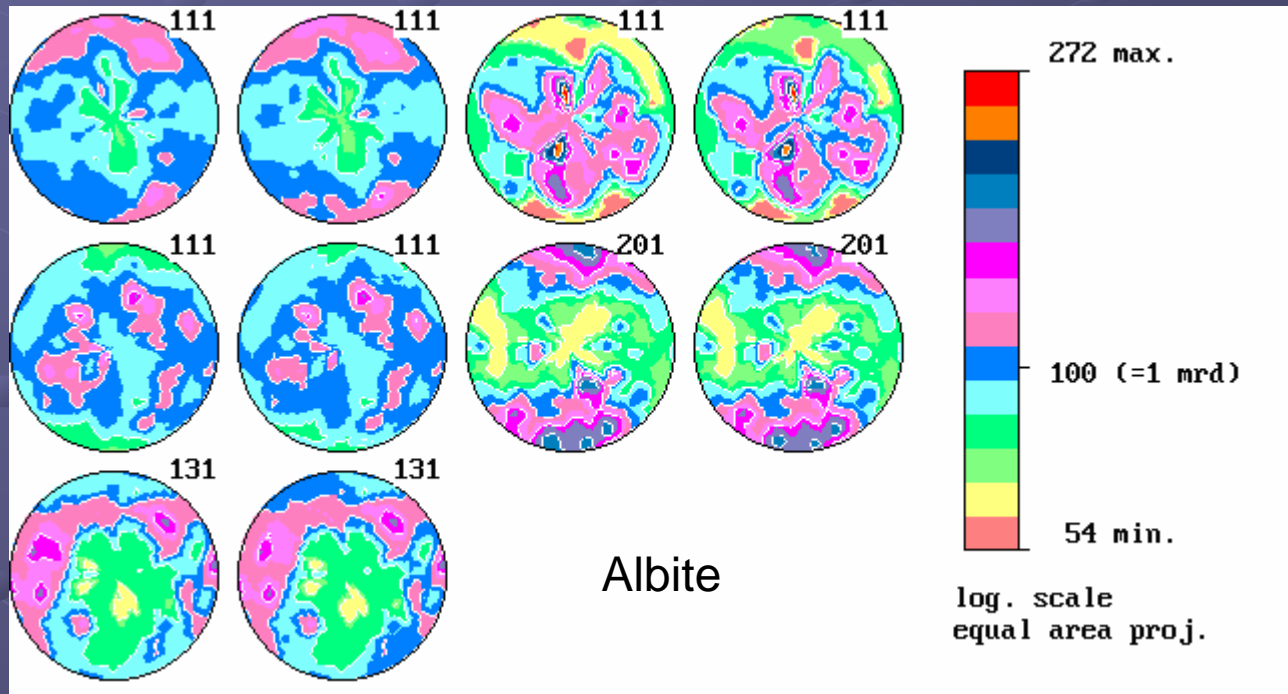 111 111 111 111
272 max.
111 111 201 201
100 (=1 mrd)
131 131
54 min.
Albite
log. scale
equal area proj.